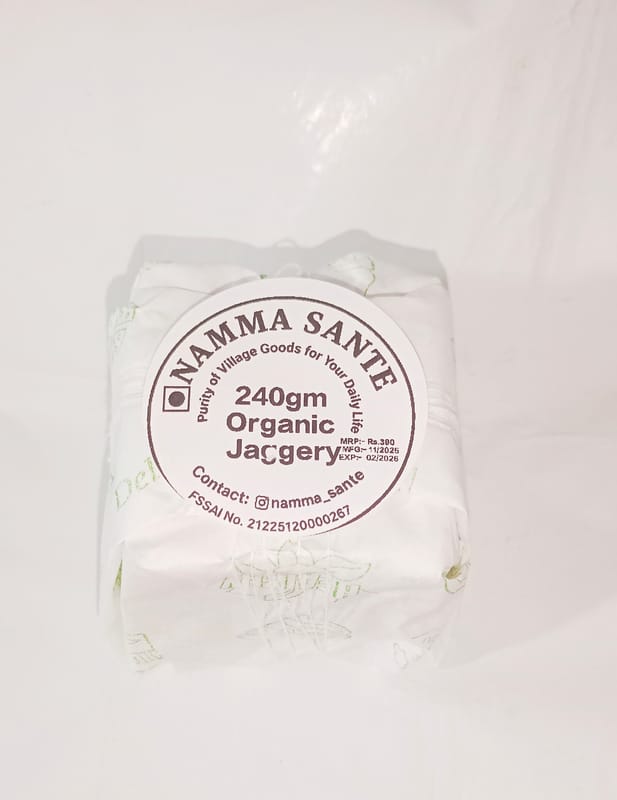 NAMMA SANTE
Purity of Village Goods for Your Daily Life
240gm
Organic
Jaggery
MRP:- Rs.390
MFG:- 11/2025
EXP:- 02/2026
Contact: namma_sante
FSSAI No. 21225120000267